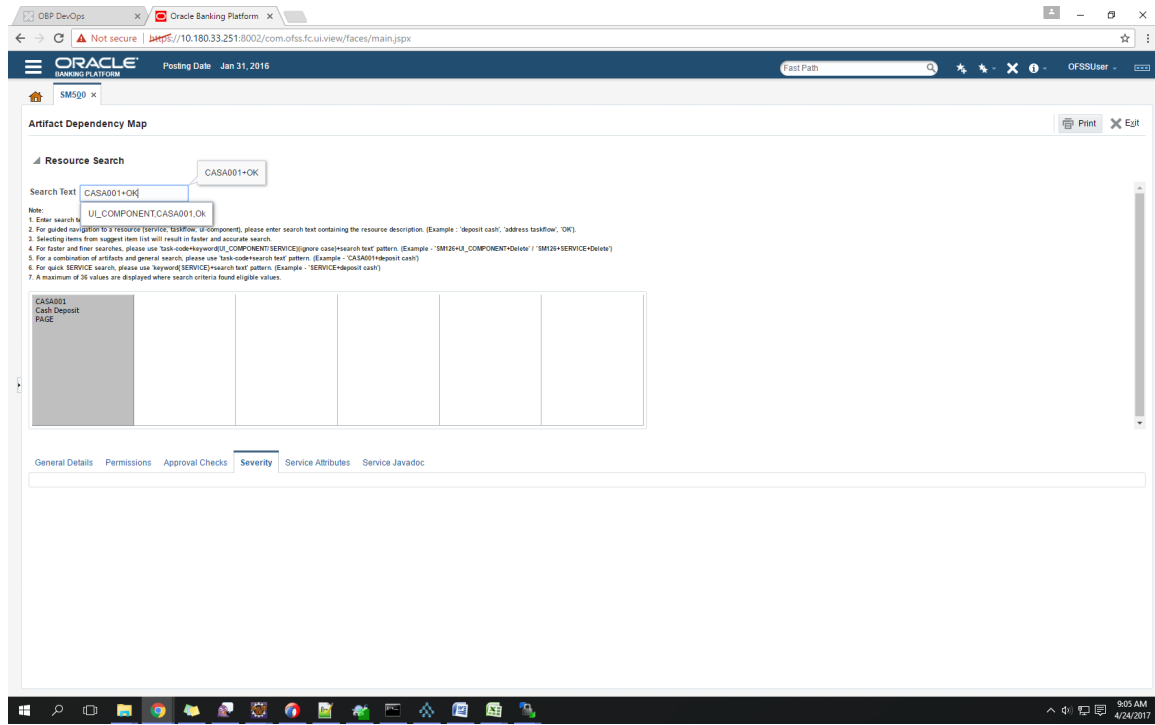 OBP DevOps
Oracle Banking Platform
Not secure | https://10.180.33.251:8002/com.ofss.fc.ui.view/faces/main.jspx
ORACLE
BANKING PLATFORM
Posting Date Jan 31, 2016
Fast Path
OFSSUser
SM500
Artifact Dependency Map
Print
Exit
Resource Search
CASA001+OK
Search Text CASA001+OK
UI_COMPONENT,CASA001,Ok
Note:
1. Enter search
2. For guided navigation to a resource (service, taskflow, ui-component), please enter search text containing the resource description. (Example : 'deposit cash', 'address taskflow', 'OK').
3. Selecting items from suggest item list will result in faster and accurate search.
4. For faster and finer searches, please use 'task-code+keyword(UI_COMPONENT/SERVICE)(ignore case)+search text' pattern. (Example - 'SM126+UI_COMPONENT+Delete' / 'SM126+SERVICE+Delete')
5. For a combination of artifacts and general search, please use 'task-code+search text' pattern. (Example - 'CASA001+deposit cash')
6. For quick SERVICE search, please use 'keyword(SERVICE)+search text' pattern. (Example - 'SERVICE+deposit cash')
7. A maximum of 36 values are displayed where search criteria found eligible values.
CASA001
Cash Deposit
PAGE
General Details Permissions Approval Checks Severity Service Attributes Service Javadoc
9:05 AM
4/24/2017